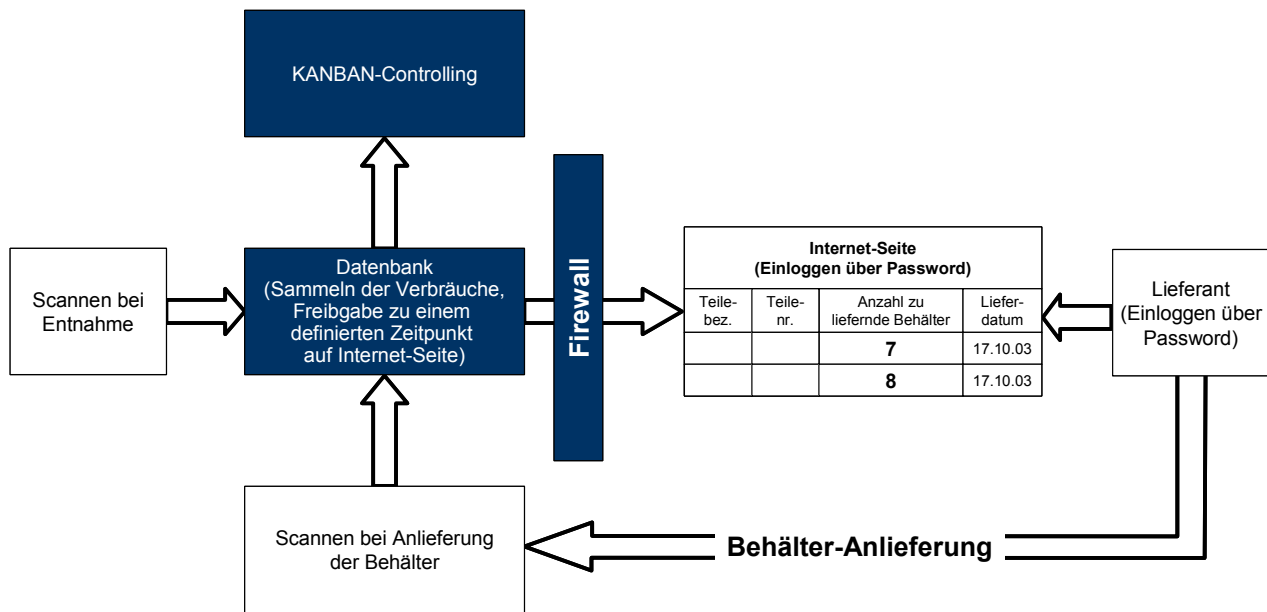 KANBAN-Controlling
Scannen bei
Entnahme
Datenbank
(Sammeln der Verbräuche,
Freibgabe zu einem
definierten Zeitpunkt
auf Internet-Seite)
Firewall
Internet-Seite
(Einloggen über Password)
Teile-
bez.
Teile-
nr.
Anzahl zu
liefernde Behälter
Liefer-
datum
7
17.10.03
8
17.10.03
Lieferant
(Einloggen über
Password)
Scannen bei Anlieferung
der Behälter
Behälter-Anlieferung